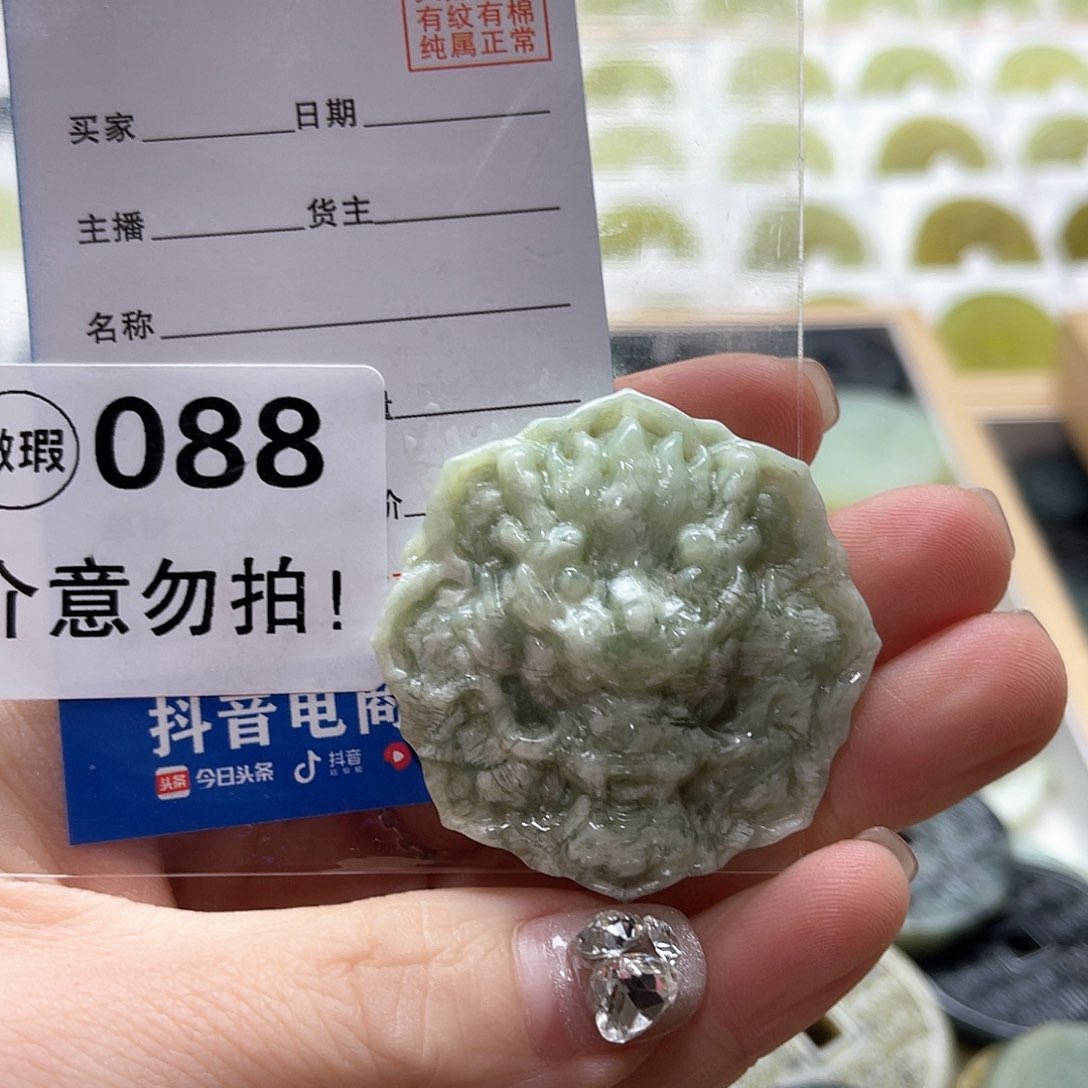 有纹有棉
纯属正常
买家
日期
主播
货主
名称
微瑕
088
介意勿拍!
抖音电商
头条
今日头条
抖音